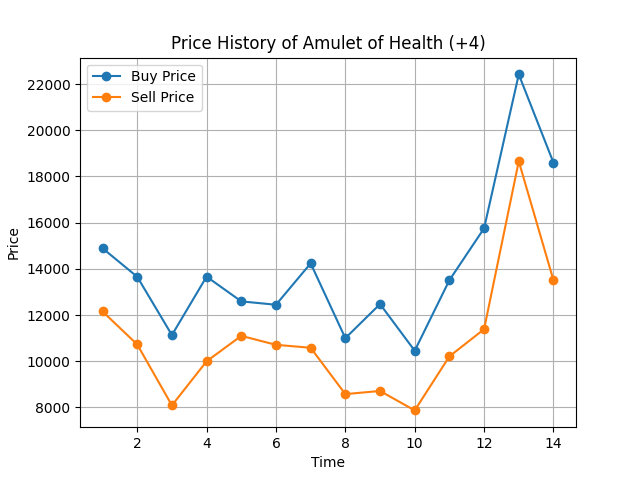 Price History of Amulet of Health (+4)
Buy Price
Sell Price
22000
20000
18000
16000
14000
12000
10000
8000
Price
2 4 6 8 10 12 14
Time